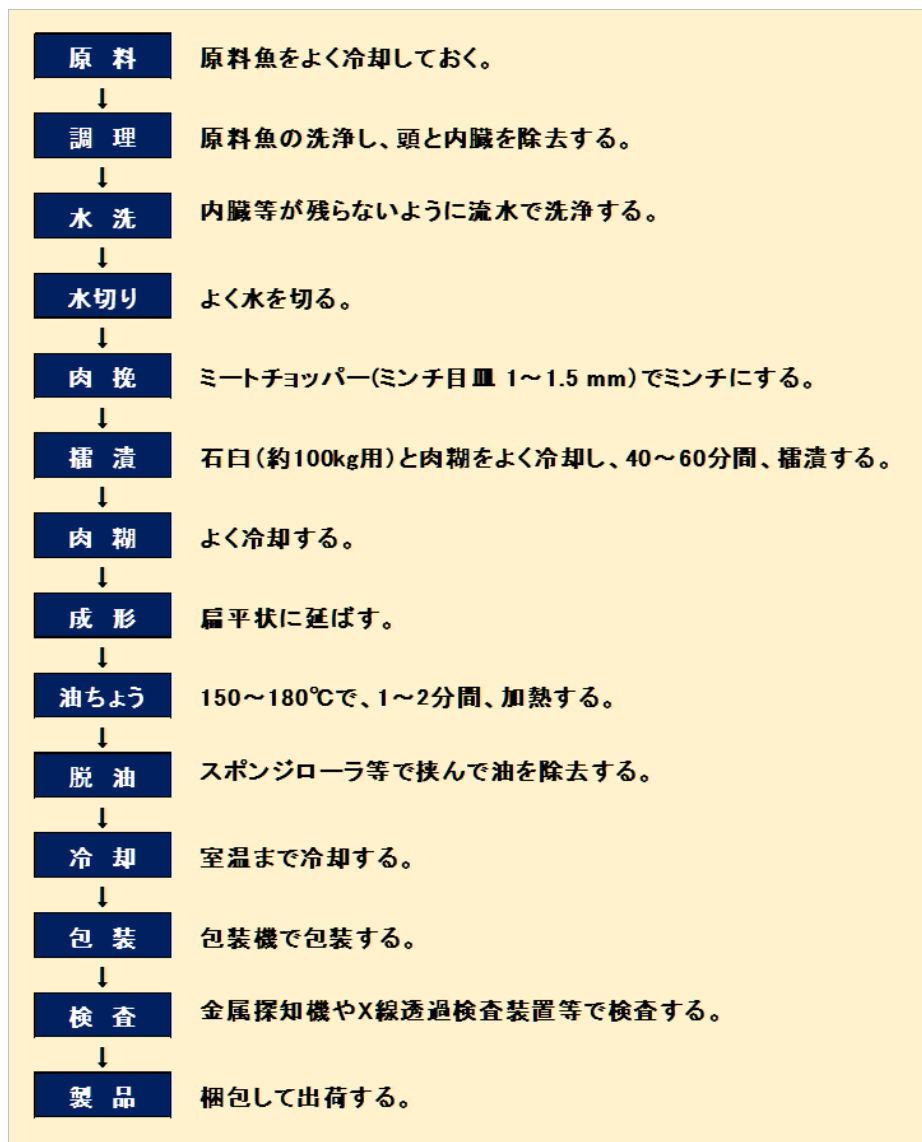 原料 原料魚をよく冷却しておく。
↓
調理 原料魚の洗浄し、頭と内臓を除去する。
↓
水洗 内臓等が残らないように流水で洗浄する。
↓
水切り よく水を切る。
↓
肉挽 ミートチョッパー(ミンチ目皿 1～1.5 mm)でミンチにする。
↓
擂潰 石臼(約100kg用)と肉糊をよく冷却し、40～60分間、擂潰する。
↓
肉糊 よく冷却する。
↓
成形 扁平状に延ばす。
↓
油ちょう 150～180℃で、1～2分間、加熱する。
↓
脱油 スポンジローラ等で挟んで油を除去する。
↓
冷却 室温まで冷却する。
↓
包装 包装機で包装する。
↓
検査 金属探知機やX線透過検査装置等で検査する。
↓
製品 梱包して出荷する。